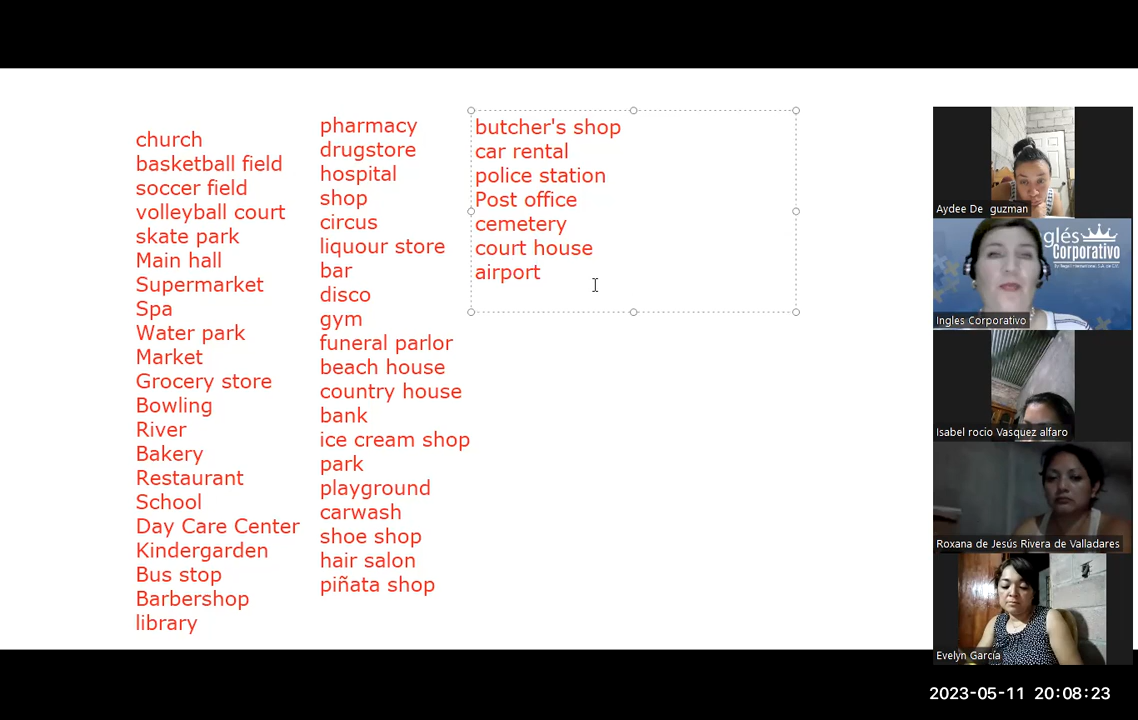 church
basketball field
soccer field
volleyball court
skate park
Main hall
Supermarket
Spa
Water park
Market
Grocery store
Bowling
River
Bakery
Restaurant
School
Day Care Center
Kindergarden
Bus stop
Barbershop
library
pharmacy
drugstore
hospital
shop
circus
liquour store
bar
disco
gym
funeral parlor
beach house
country house
bank
ice cream shop
park
playground
carwash
shoe shop
hair salon
piñata shop
butcher's shop
car rental
police station
Post office
cemetery
court house
airport
Aydee De guzman
glés
Corporativo
Ingles Corporativo
Isabel rocio Vasquez alfaro
Roxana de Jesús Rivera de Valladares
Evelyn García
2023-05-11 20:08:23